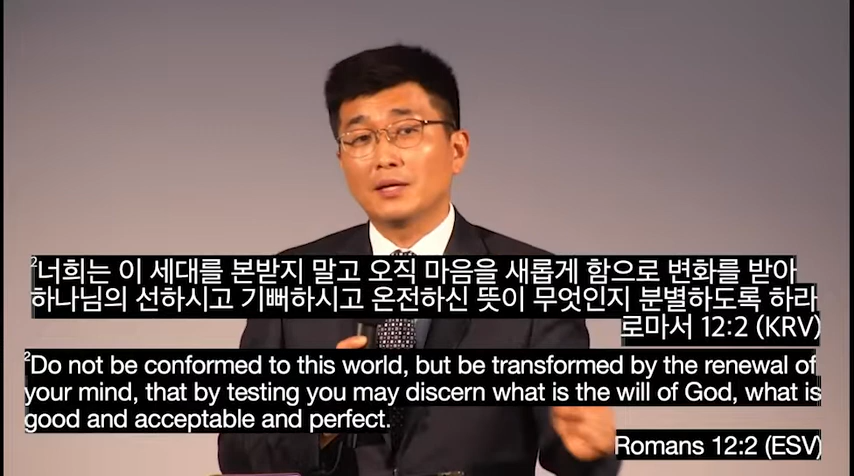 ²너희는 이 세대를 본받지 말고 오직 마음을 새롭게 함으로 변화를 받아
하나님의 선하시고 기뻐하시고 온전하신 뜻이 무엇인지 분별하도록 하라
로마서 12:2 (KRV)
²Do not be conformed to this world, but be transformed by the renewal of
your mind, that by testing you may discern what is the will of God, what is
good and acceptable and perfect.
Romans 12:2 (ESV)